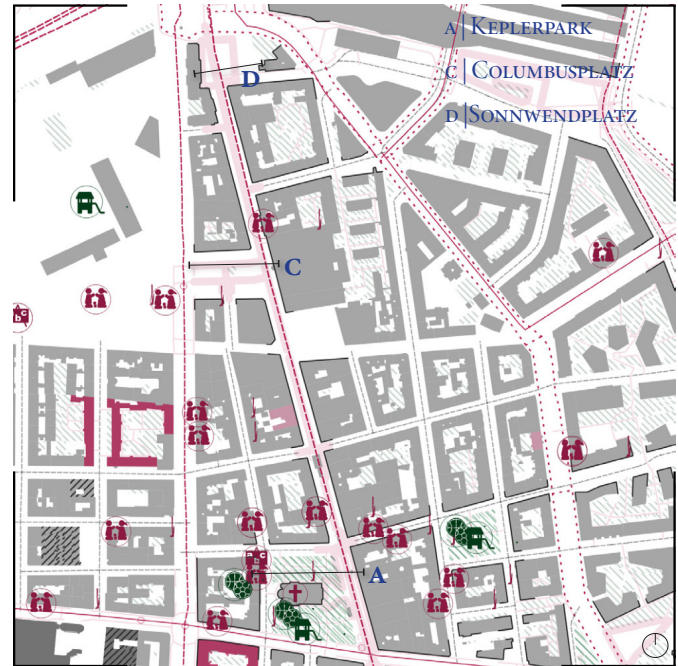 A | KEPLERPARK
C | COLUMBUSPLATZ
D | SONNWENDPLATZ
D
C
A
a b c
b c